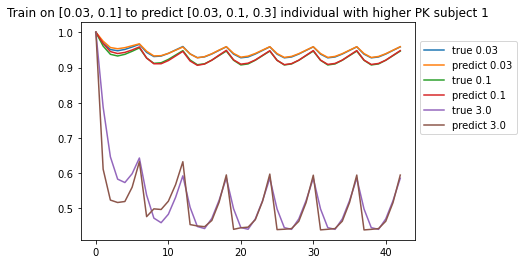 Train on [0.03, 0.1] to predict [0.03, 0.1, 0.3] individual with higher PK subject 1
1.0
0.9
0.8
0.7
0.6
0.5
0
10
20
30
40
true 0.03
predict 0.03
true 0.1
predict 0.1
true 3.0
predict 3.0